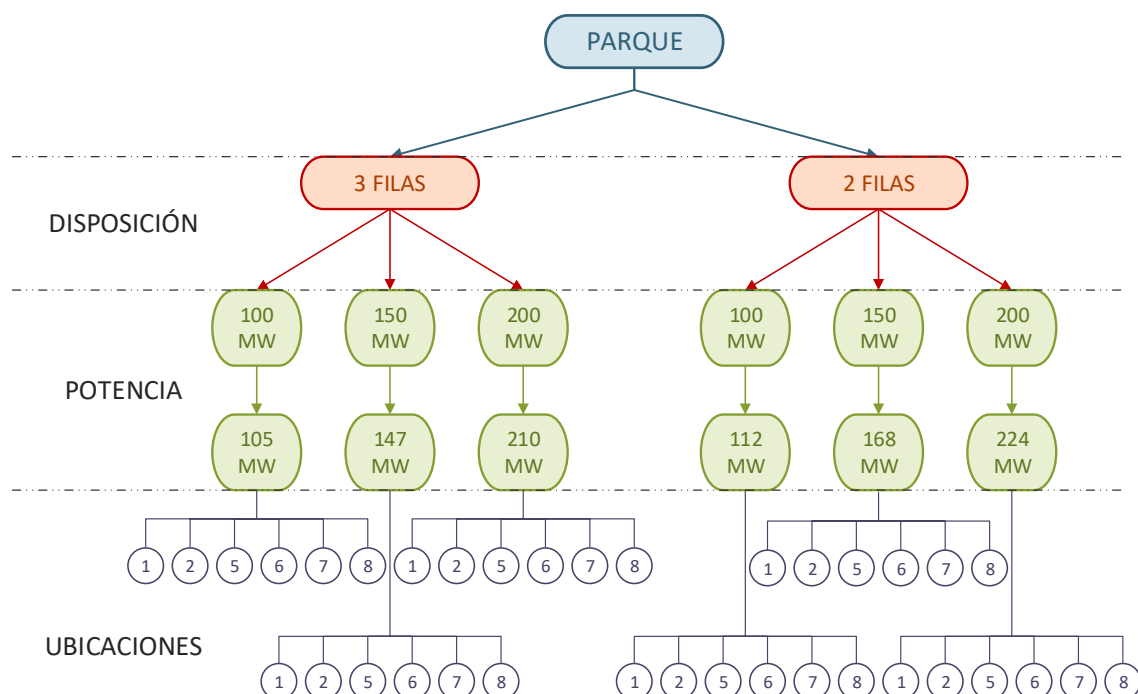 PARQUE
3 FILAS
2 FILAS
DISPOSICIÓN
100
MW
150
MW
200
MW
100
MW
150
MW
200
MW
POTENCIA
105
MW
147
MW
210
MW
112
MW
168
MW
224
MW
1 2 5 6 7 8
1 2 5 6 7 8
1 2 5 6 7 8
UBICACIONES
1 2 5 6 7 8
1 2 5 6 7 8
1 2 5 6 7 8